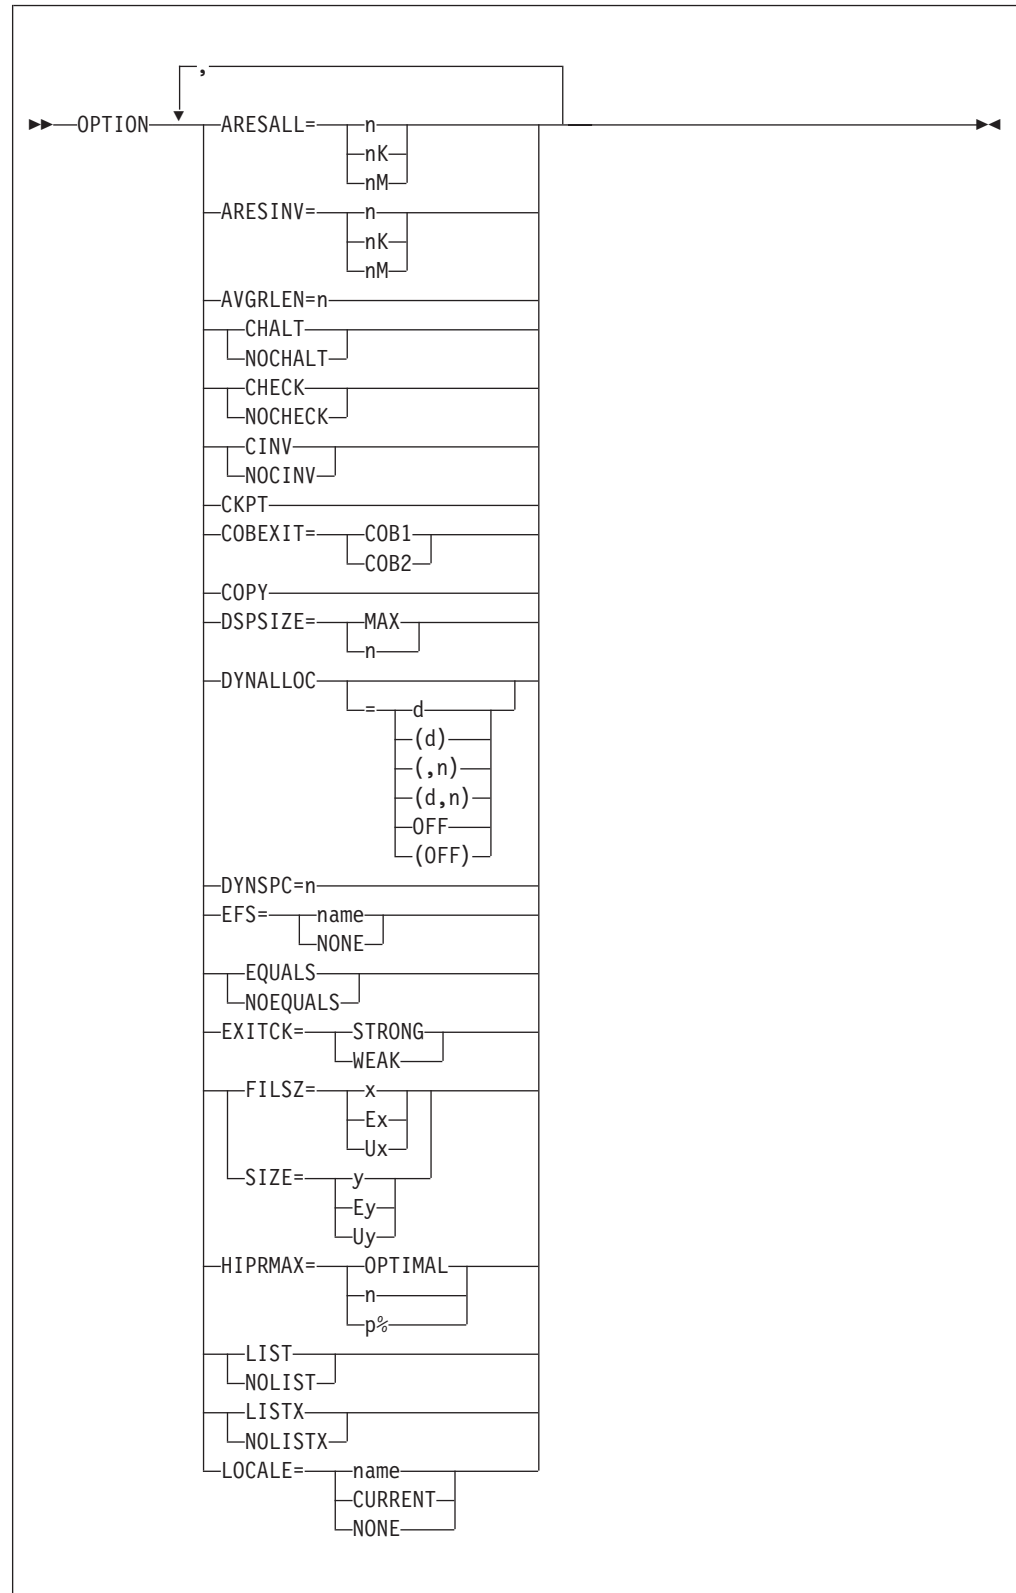 ,
OPTION ARESALL= n
nK
nM
ARESINV= n
nK
nM
AVGRLEN=n
CHALT
NOCHALT
CHECK
NOCHECK
CINV
NOCINV
CKPT
COBEXIT= COB1
COB2
COPY
DSPSIZE= MAX
n
DYNALLOC
= d
(d)
(,n)
(d,n)
OFF
(OFF)
DYNSPC=n
EFS= name
NONE
EQUALS
NOEQUALS
EXITCK= STRONG
WEAK
FILSZ= x
Ex
Ux
SIZE= y
Ey
Uy
HIPRMAX= OPTIMAL
n
p%
LIST
NOLIST
LISTX
NOLISTX
LOCALE= name
CURRENT
NONE